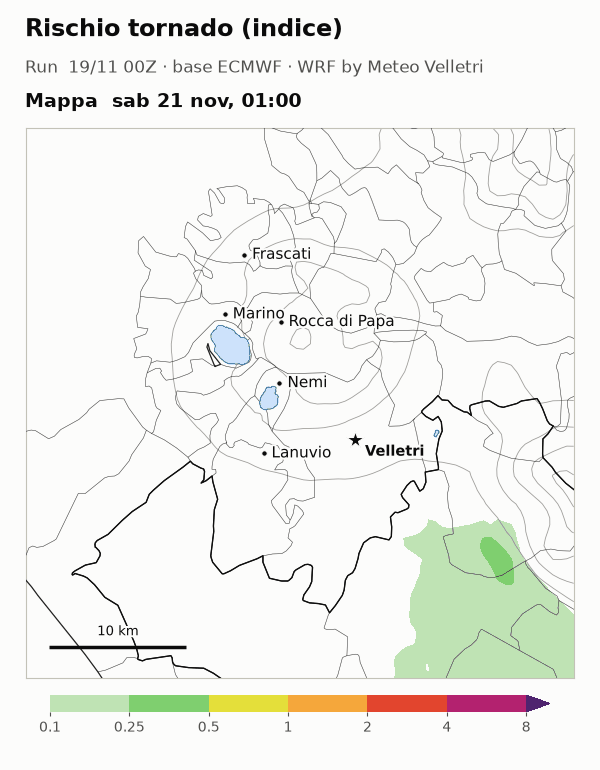 Rischio tornado (indice)
Run  19/11 00Z · base ECMWF · WRF by Meteo Velletri
Mappa  sab 21 nov, 01:00
Frascati
Marino
Rocca di Papa
Nemi
Velletri
Lanuvio
10 km
0.1 0.25 0.5 1 2 4 8